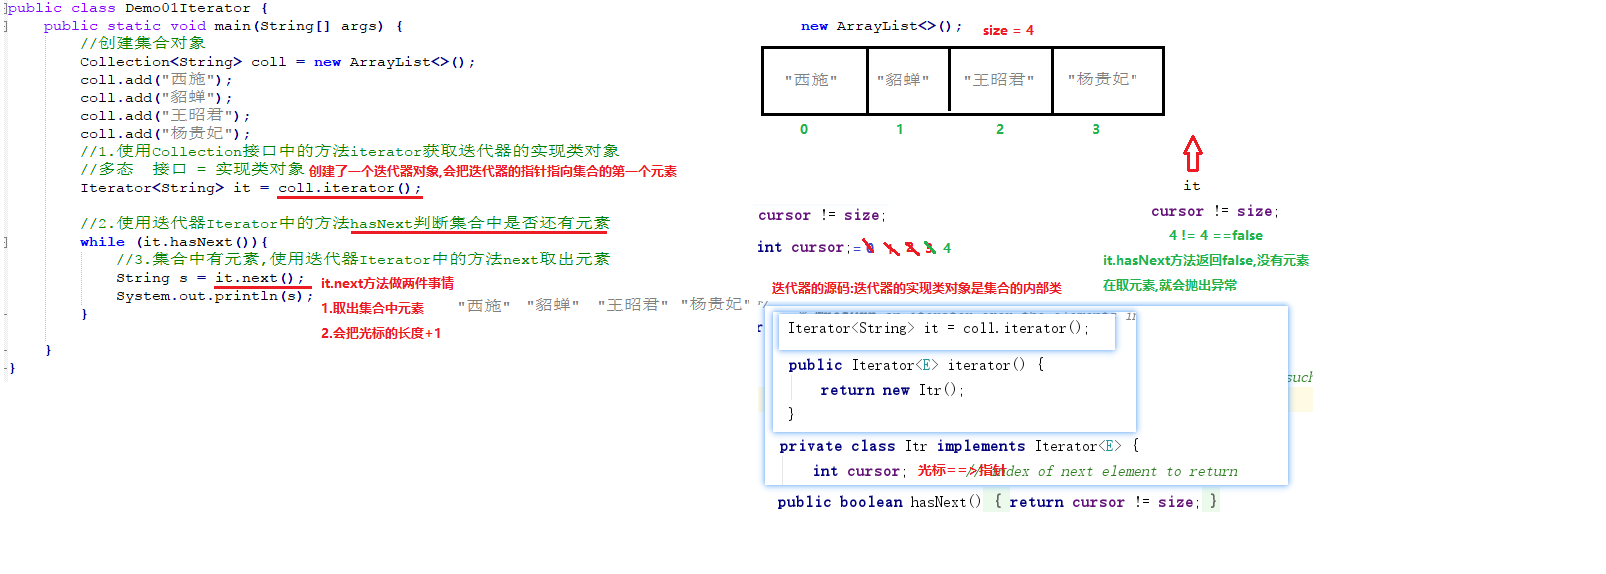 public class Demo01Iterator {
public static void main(String[] args) {
//创建集合对象
Collection<String> coll = new ArrayList<>();
coll.add("西施");
coll.add("貂蝉");
coll.add("王昭君");
coll.add("杨贵妃");
//1.使用Collection接口中的方法iterator获取迭代器的实现类对象
//多态 接口 = 实现类对象 创建了一个迭代器对象,会把迭代器的指针指向集合的第一个元素
Iterator<String> it = coll.iterator();
//2.使用迭代器Iterator中的方法hasNext判断集合中是否还有元素
while (it.hasNext()){
//3.集合中有元素,使用迭代器Iterator中的方法next取出元素
String s = it.next(); it.next方法做两件事情
System.out.println(s); 1.取出集合中元素
"西施" "貂蝉" "王昭君" "杨贵妃"
}
2.会把光标的长度+1
}
}
new ArrayList<>(); size = 4
"西施" "貂蝉" "王昭君" "杨贵妃"
0 1 2 3
it
cursor != size;
4 != 4 ==false
it.hasNext方法返回false,没有元素
在取元素,就会抛出异常
cursor != size;
int cursor;= 0 1 2 3 4
迭代器的源码:迭代器的实现类对象是集合的内部类
Iterator<String> it = coll.iterator();
public Iterator<E> iterator() {
return new Itr();
}
such
private class Itr implements Iterator<E> {
int cursor; 光标==>指针 // index of next element to return
public boolean hasNext() { return cursor != size; }